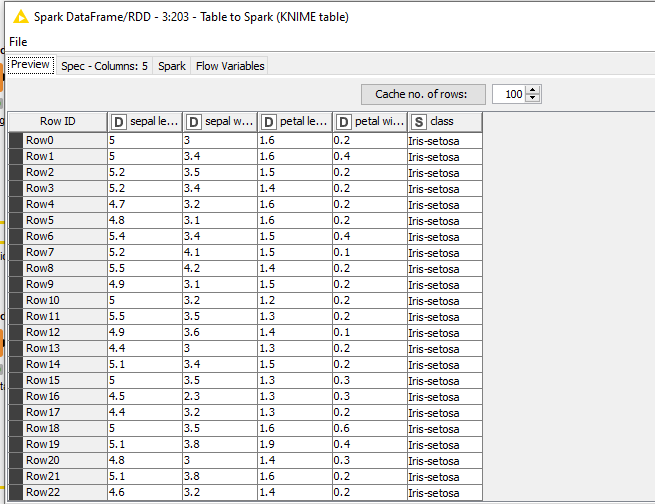 Spark DataFrame/RDD - 3:203 - Table to Spark (KNIME table)
File
Preview Spec - Columns: 5 Spark Flow Variables
Cache no. of rows: 100
Row ID D sepal le... D sepal w... D petal le... D petal wi... S class
Row0 5 3 1.6 0.2 Iris-setosa
Row1 5 3.4 1.6 0.4 Iris-setosa
Row2 5.2 3.5 1.5 0.2 Iris-setosa
Row3 5.2 3.4 1.4 0.2 Iris-setosa
Row4 4.7 3.2 1.6 0.2 Iris-setosa
Row5 4.8 3.1 1.6 0.2 Iris-setosa
Row6 5.4 3.4 1.5 0.4 Iris-setosa
Row7 5.2 4.1 1.5 0.1 Iris-setosa
Row8 5.5 4.2 1.4 0.2 Iris-setosa
Row9 4.9 3.1 1.5 0.2 Iris-setosa
Row10 5 3.2 1.2 0.2 Iris-setosa
Row11 5.5 3.5 1.3 0.2 Iris-setosa
Row12 4.9 3.6 1.4 0.1 Iris-setosa
Row13 4.4 3 1.3 0.2 Iris-setosa
Row14 5.1 3.4 1.5 0.2 Iris-setosa
Row15 5 3.5 1.3 0.3 Iris-setosa
Row16 4.5 2.3 1.3 0.3 Iris-setosa
Row17 4.4 3.2 1.3 0.2 Iris-setosa
Row18 5 3.5 1.6 0.6 Iris-setosa
Row19 5.1 3.8 1.9 0.4 Iris-setosa
Row20 4.8 3 1.4 0.3 Iris-setosa
Row21 5.1 3.8 1.6 0.2 Iris-setosa
Row22 4.6 3.2 1.4 0.2 Iris-setosa